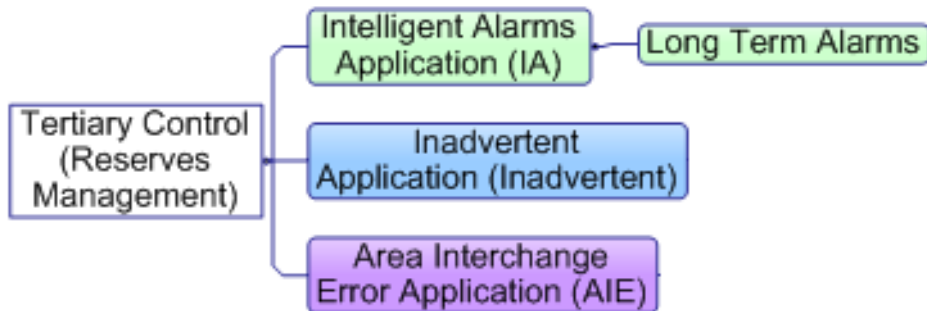 Intelligent Alarms
Application (IA)
Long Term Alarms
Tertiary Control
(Reserves
Management)
Inadvertent
Application (Inadvertent)
Area Interchange
Error Application (AIE)